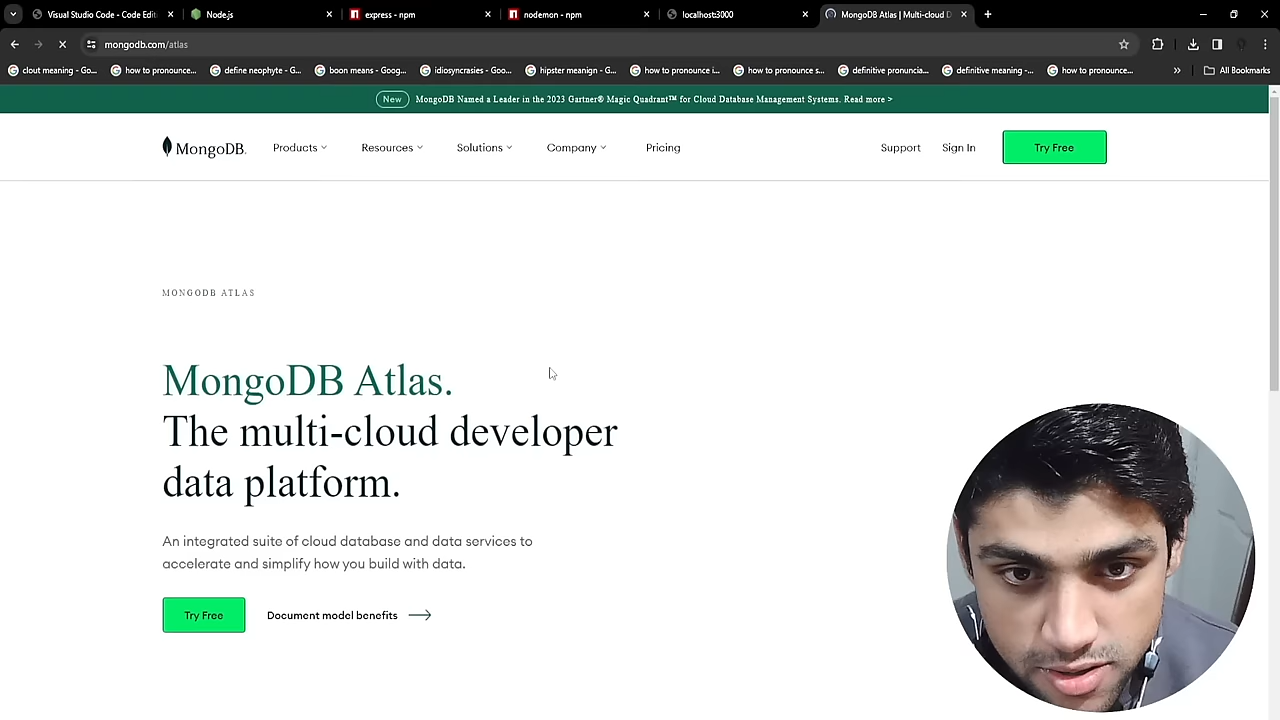 Visual Studio Code - Code Edit
Node.js
express - npm
nodemon - npm
localhost:3000
MongoDB Atlas | Multi-cloud D
mongodb.com/atlas
clout meaning - Goo...
how to pronounce...
define neophyte - G...
boon means - Goog...
idiosyncrasies - Goo...
hipster meanign - G...
how to pronounce i...
how to pronounce s...
definitive pronuncia...
definitive meaning -...
how to pronounce...
»
All Bookmarks
New
MongoDB Named a Leader in the 2023 Gartner® Magic Quadrant™ for Cloud Database Management Systems. Read more >
MongoDB.
Products
Resources
Solutions
Company
Pricing
Support
Sign In
Try Free
MONGODB ATLAS
MongoDB Atlas.
The multi-cloud developer
data platform.
An integrated suite of cloud database and data services to
accelerate and simplify how you build with data.
Try Free
Document model benefits